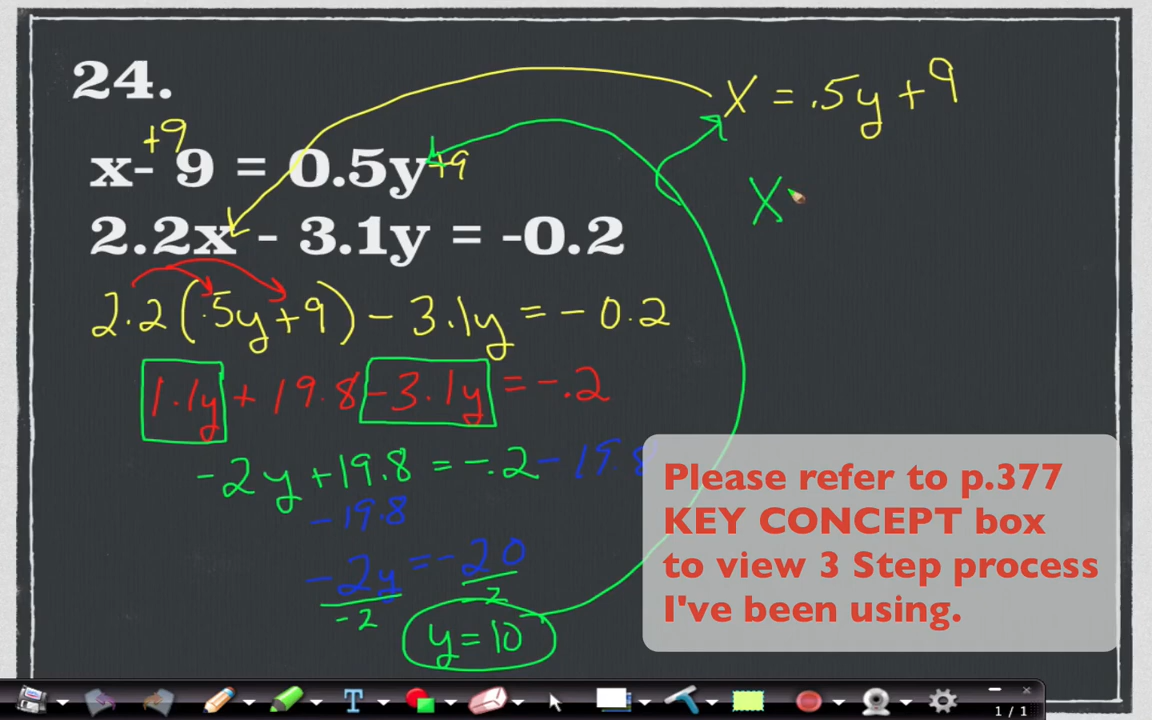 24.
+9
x- 9 = 0.5y +9
2.2x - 3.1y = -0.2
2.2(.5y+9) - 3.1y = -0.2
1.1y + 19.8 - 3.1y = -.2
-2y + 19.8 = -.2 - 19.8
-19.8
-2y = -20
-2 2
y = 10
X = .5y + 9
X
Please refer to p.377
KEY CONCEPT box
to view 3 Step process
I've been using.
T
1 / 1